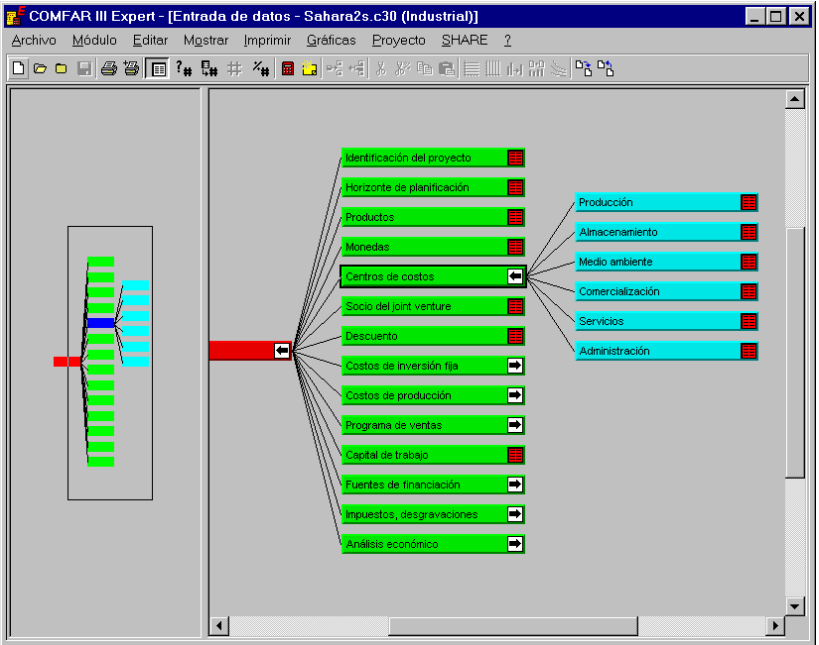 COMFAR III Expert - [Entrada de datos - Sahara2s.c30 (Industrial)]
Archivo Módulo Editar Mostrar Imprimir Gráficas Proyecto SHARE ?
Identificación del proyecto
Horizonte de planificación
Productos
Monedas
Centros de costos
Socio del joint venture
Descuento
Costos de inversión fija
Costos de producción
Programa de ventas
Capital de trabajo
Fuentes de financiación
Impuestos, desgravaciones
Análisis económico
Producción
Almacenamiento
Medio ambiente
Comercialización
Servicios
Administración